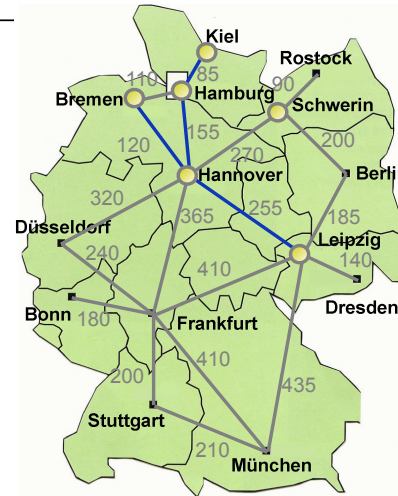 Kiel
Rostock
110
85
90
Bremen
Hamburg
Schwerin
155
200
120
270
Berli
Hannover
320
255
185
365
Düsseldorf
Leipzig
240
410
140
Dresden
Bonn
180
Frankfurt
410
200
435
Stuttgart
210
München